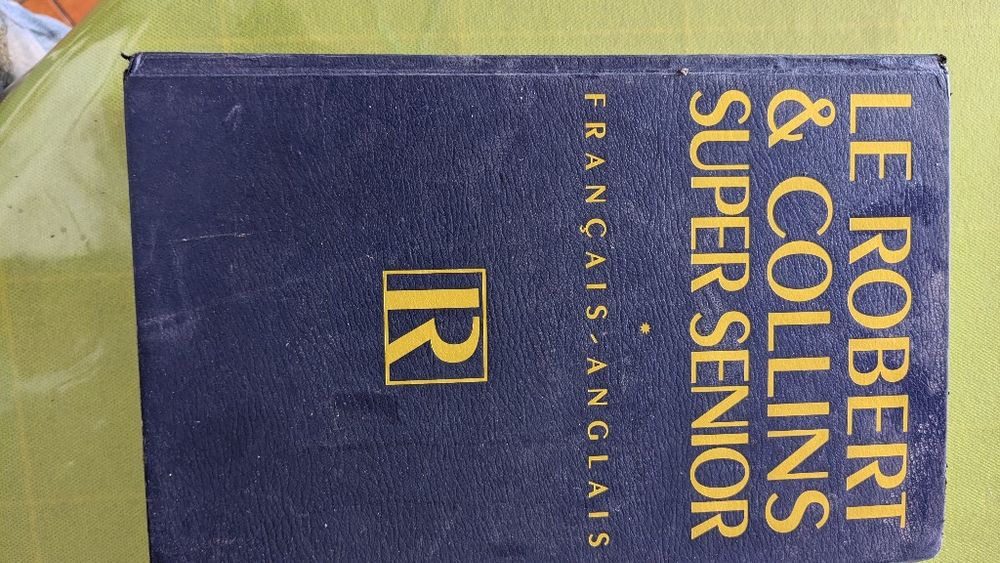 LE ROBERT
& COLLINS
SUPER SENIOR
*
FRANÇAIS-ANGLAIS
R